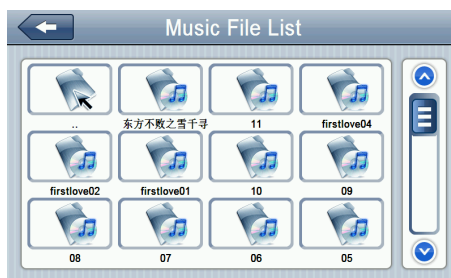 Music File List
..
东方不败之雪千寻
11
firstlove04
firstlove02
firstlove01
10
09
08
07
06
05